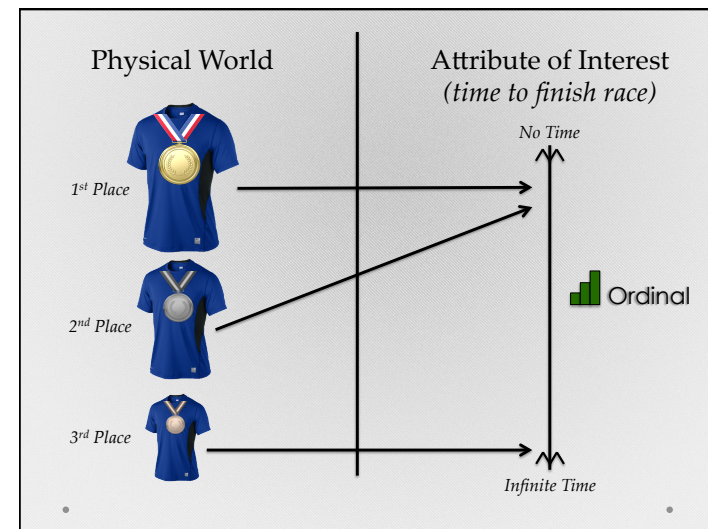 Physical World
Attribute of Interest
(time to finish race)
No Time
1st Place
Ordinal
2nd Place
3rd Place
Infinite Time